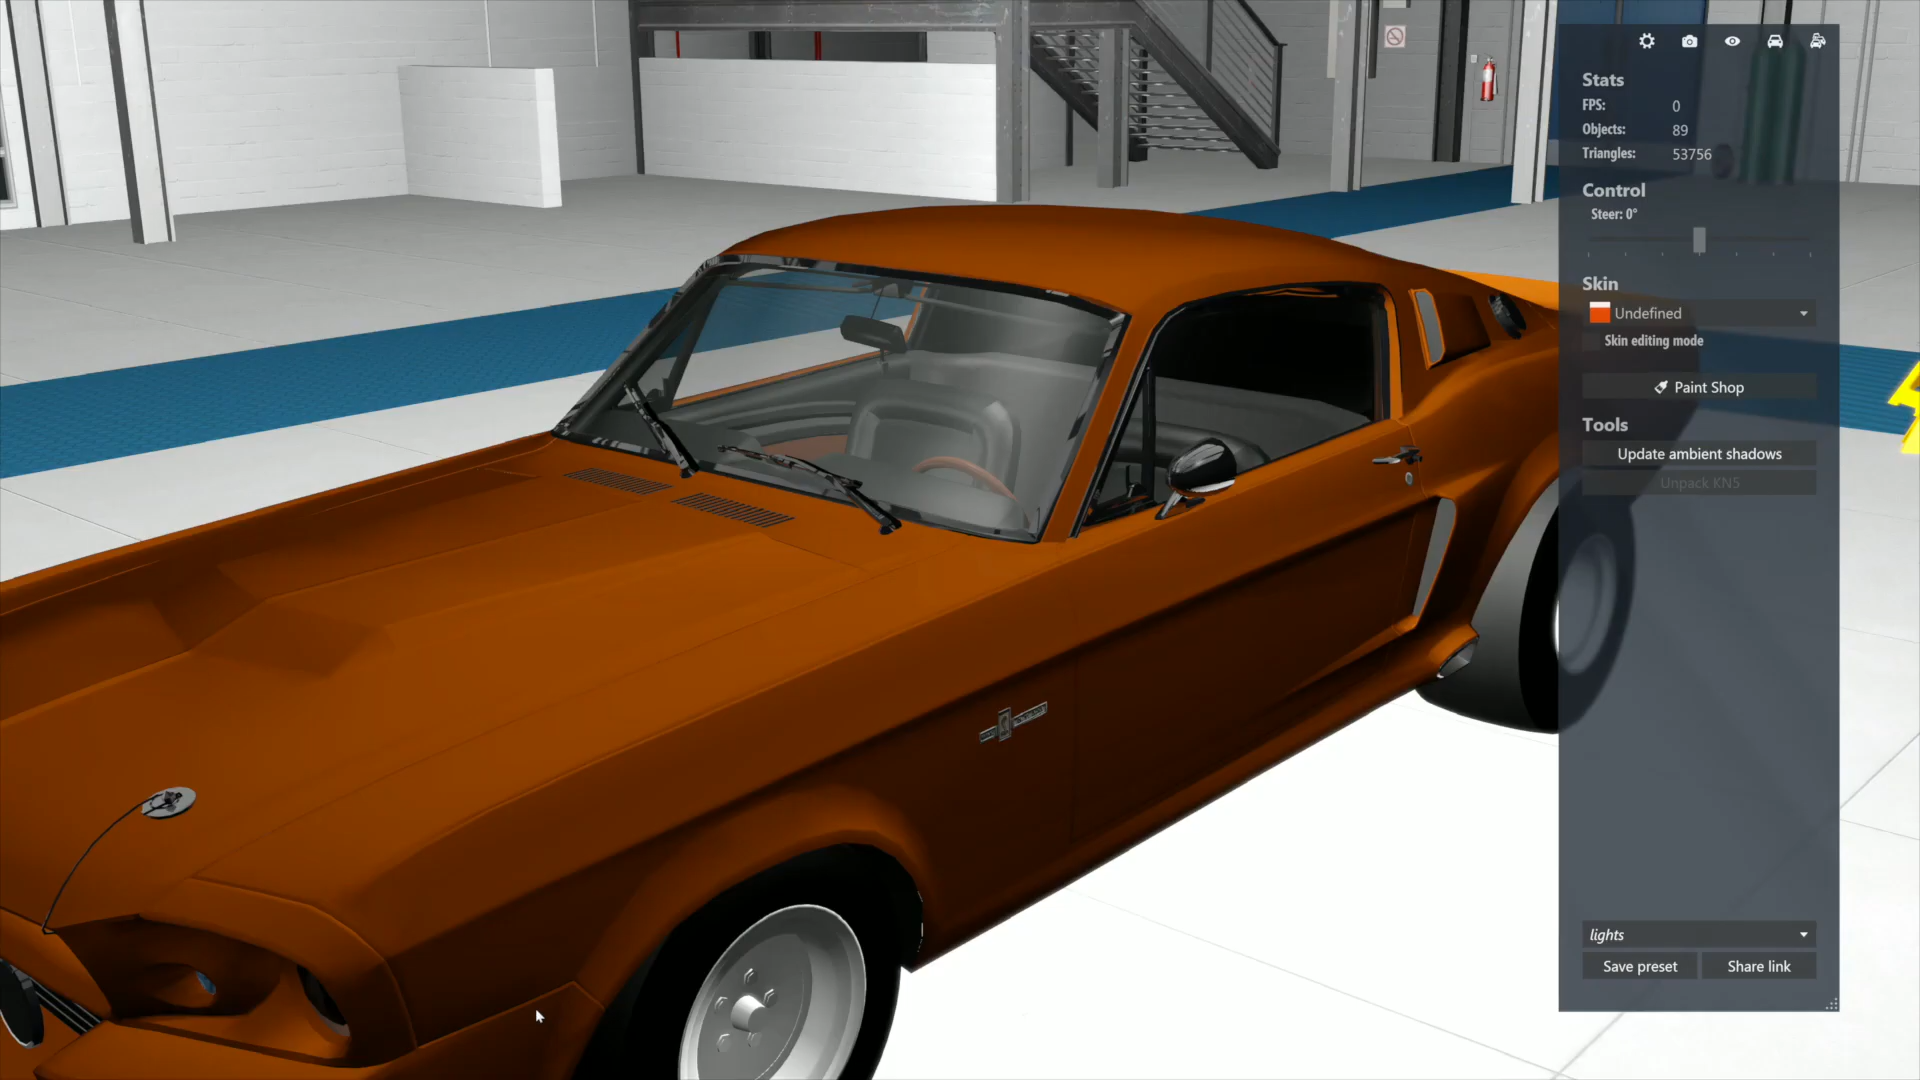 Stats
FPS: 0
Objects: 89
Triangles: 53756
Control
Steer: 0°
Skin
Undefined
Skin editing mode
Paint Shop
Tools
Update ambient shadows
Unpack KN5
lights
Save preset Share link